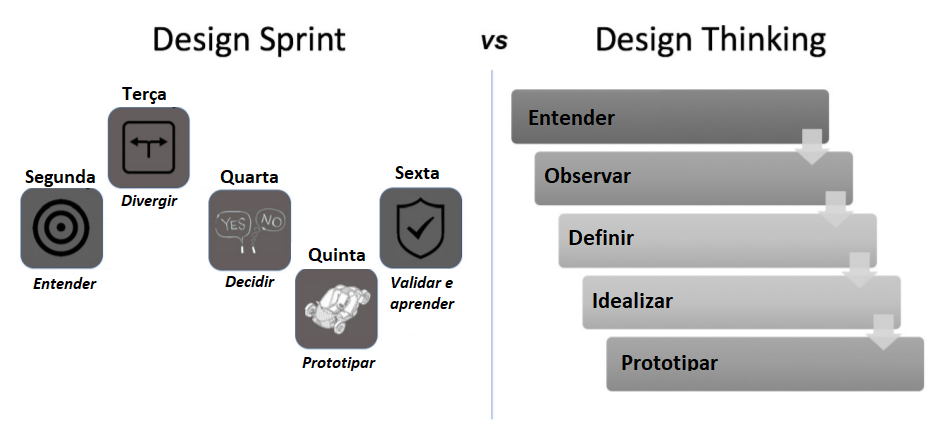 Design Sprint
vs
Design Thinking
Segunda
Entender
Terça
Divergir
Quarta
YES
NO
Decidir
Quinta
Prototipar
Sexta
Validar e
aprender
Entender
Observar
Definir
Idealizar
Prototipar